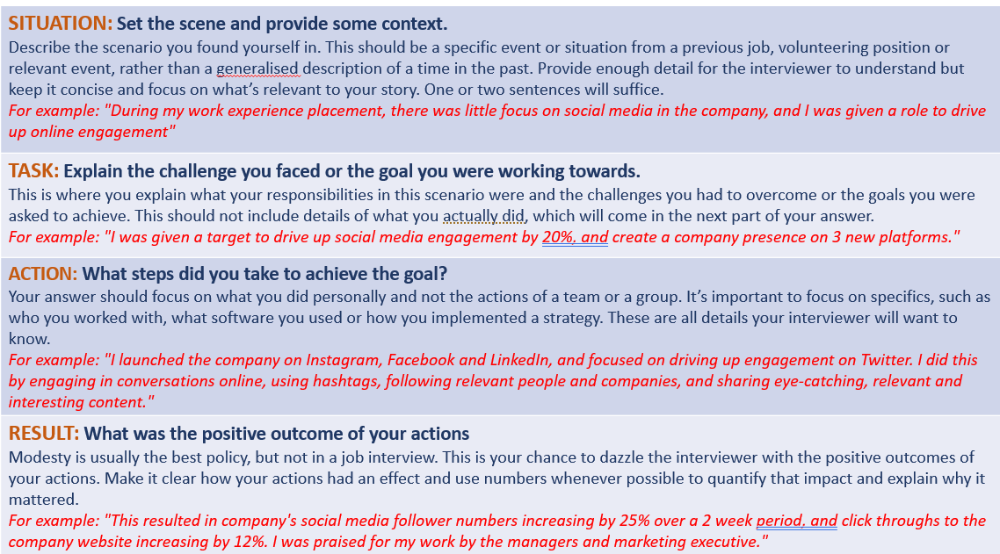 SITUATION: Set the scene and provide some context.
Describe the scenario you found yourself in. This should be a specific event or situation from a previous job, volunteering position or
relevant event, rather than a generalised description of a time in the past. Provide enough detail for the interviewer to understand but
keep it concise and focus on what’s relevant to your story. One or two sentences will suffice.
For example: "During my work experience placement, there was little focus on social media in the company, and I was given a role to drive
up online engagement"
TASK: Explain the challenge you faced or the goal you were working towards.
This is where you explain what your responsibilities in this scenario were and the challenges you had to overcome or the goals you were
asked to achieve. This should not include details of what you actually did, which will come in the next part of your answer.
For example: "I was given a target to drive up social media engagement by 20%, and create a company presence on 3 new platforms."
ACTION: What steps did you take to achieve the goal?
Your answer should focus on what you did personally and not the actions of a team or a group. It’s important to focus on specifics, such as
who you worked with, what software you used or how you implemented a strategy. These are all details your interviewer will want to
know.
For example: "I launched the company on Instagram, Facebook and LinkedIn, and focused on driving up engagement on Twitter. I did this
by engaging in conversations online, using hashtags, following relevant people and companies, and sharing eye-catching, relevant and
interesting content."
RESULT: What was the positive outcome of your actions
Modesty is usually the best policy, but not in a job interview. This is your chance to dazzle the interviewer with the positive outcomes of
your actions. Make it clear how your actions had an effect and use numbers whenever possible to quantify that impact and explain why it
mattered.
For example: "This resulted in company's social media follower numbers increasing by 25% over a 2 week period, and click throughs to the
company website increasing by 12%. I was praised for my work by the managers and marketing executive."